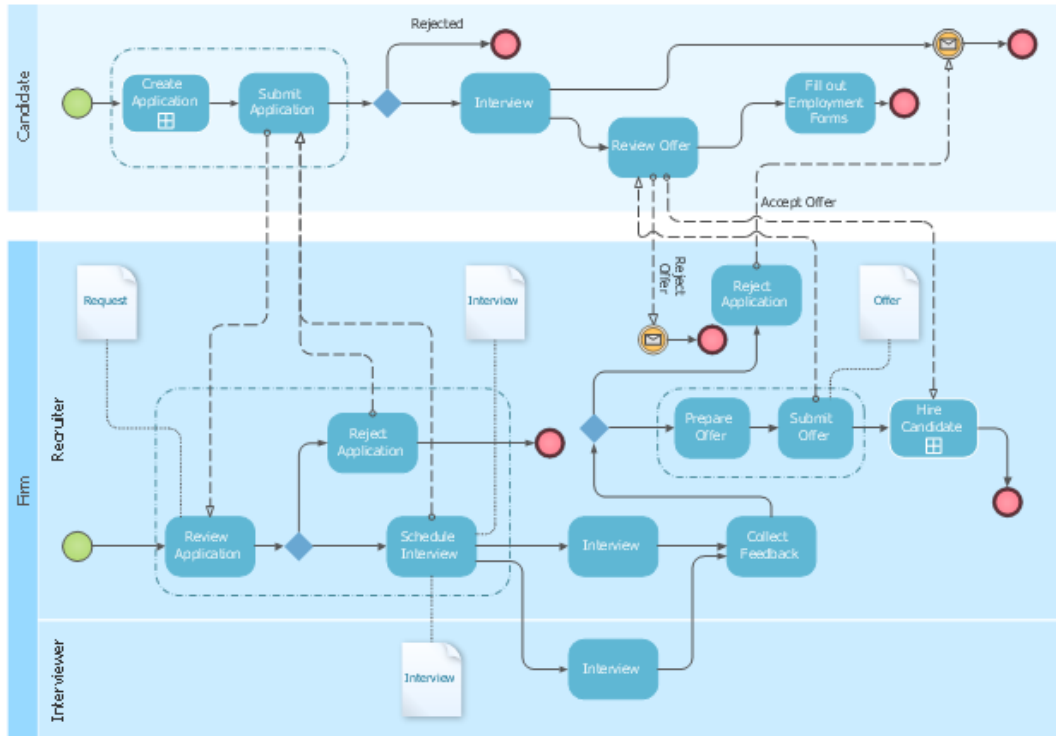 Candidate
Rejected
Create
Application
Submit
Application
Interview
Fill out
Employment
Forms
Review Offer
Accept Offer
Firm
Recruiter
Request
Interview
Reject
Offer
Reject
Application
Offer
Reject
Application
Prepare
Offer
Submit
Offer
Hire
Candidate
Review
Application
Schedule
Interview
Interview
Collect
Feedback
Interviewer
Interview
Interview